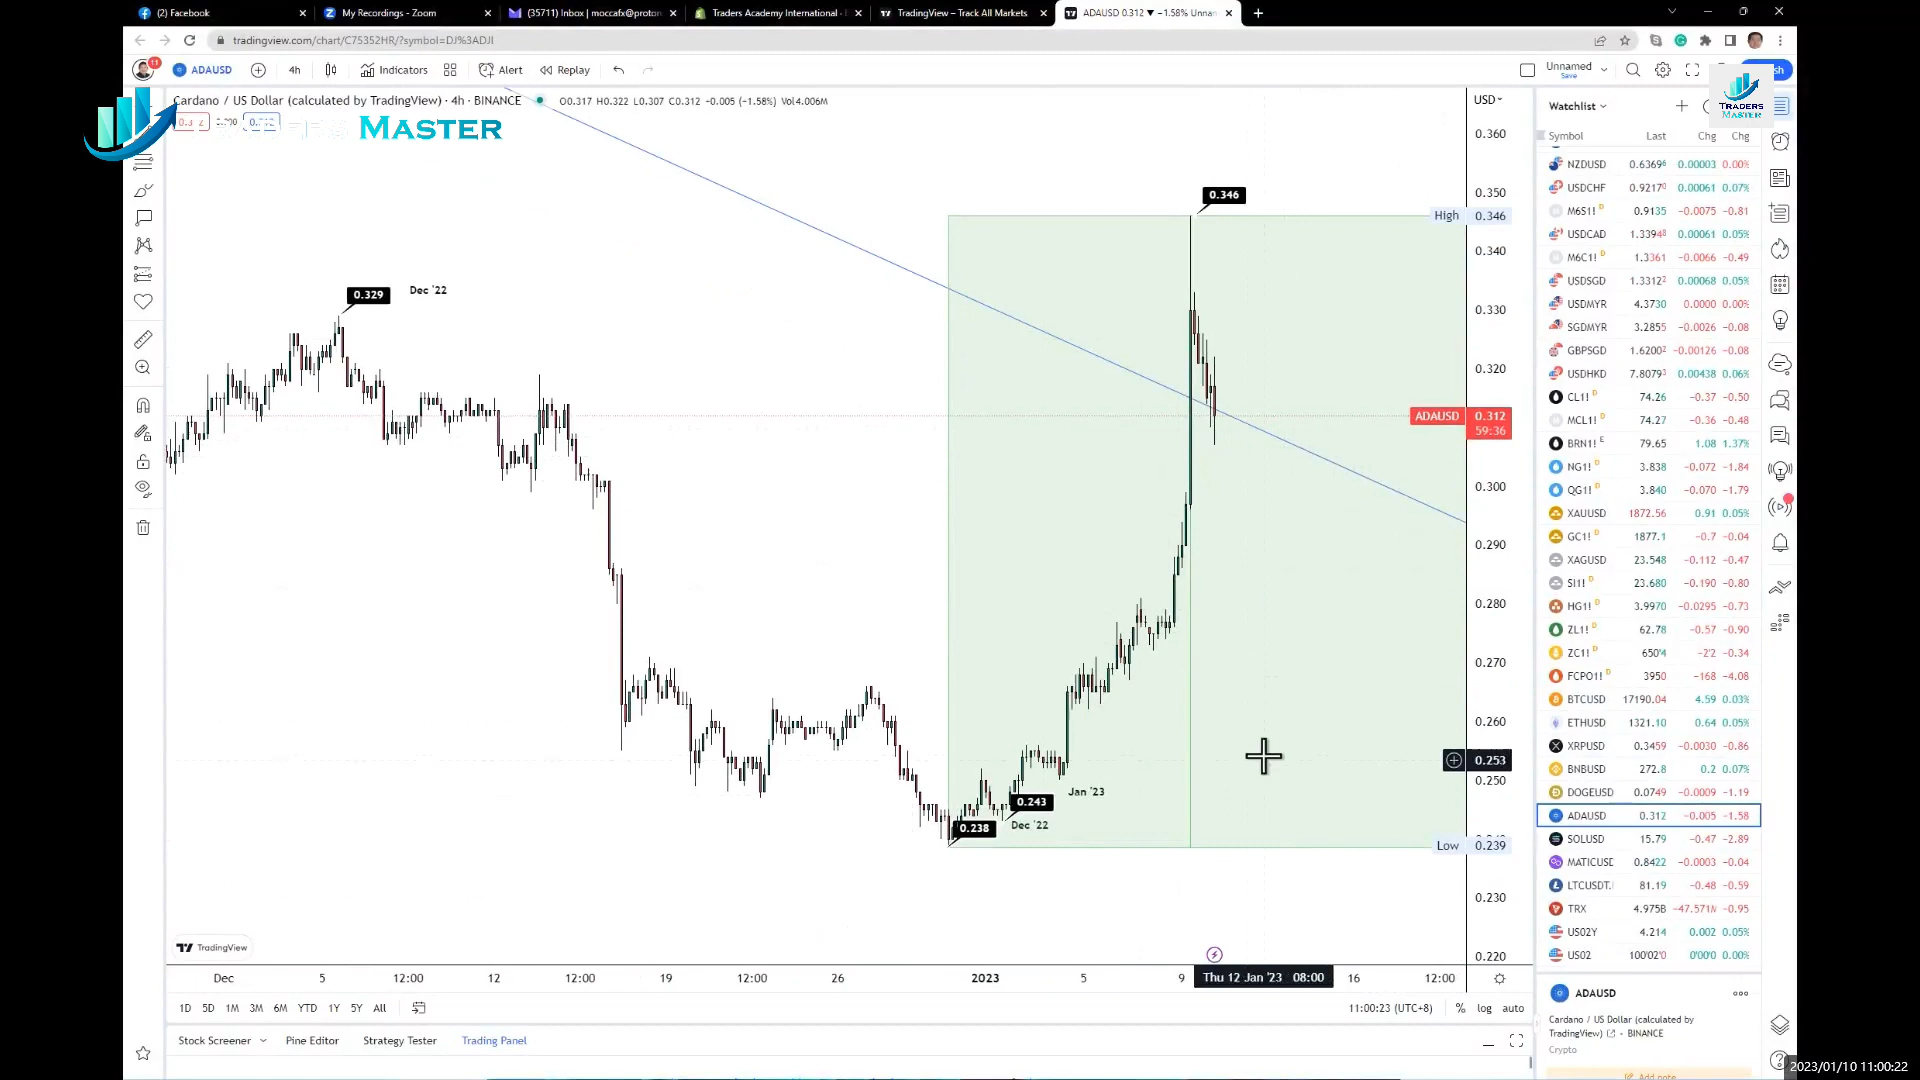 (2) Facebook
My Recordings - Zoom
(35711) Inbox | moccafx@proton
Traders Academy International -
TradingView – Track All Markets
ADAUSD 0.312 ▼ −1.58% Unnan
tradingview.com/chart/C75352HR/?symbol=DJ%3ADJI
11
ADAUSD
4h
Indicators
Alert
Replay
Unnamed
Save
Cardano / US Dollar (calculated by TradingView) · 4h · BINANCE
O0.317 H0.322 L0.307 C0.312 −0.005 (−1.58%) Vol4.006M
MASTER
TRADERS
MASTER
USD
0.360
0.350
0.340
0.330
0.320
0.300
0.290
0.280
0.270
0.260
0.250
0.230
0.220
High 0.346
ADAUSD 0.312
59:36
0.253
Low 0.239
0.346
0.329
Dec '22
0.243
Jan '23
0.238
Dec '22
TradingView
Dec
5
12:00
12
12:00
19
12:00
26
2023
5
9
Thu 12 Jan '23 08:00
16
12:00
1D 5D 1M 3M 6M YTD 1Y 5Y All
11:00:23 (UTC+8)
% log auto
Stock Screener
Pine Editor
Strategy Tester
Trading Panel
Watchlist
Symbol Last Chg Chg
NZDUSD 0.6369⁶ 0.00003 0.00%
USDCHF 0.9217⁰ 0.00061 0.07%
M6S1! D 0.9135 −0.0075 −0.81
USDCAD 1.3394⁸ 0.00061 0.05%
M6C1! D 1.3361 −0.0066 −0.49
USDSGD 1.3312² 0.00068 0.05%
USDMYR 4.3730 0.0000 0.00%
SGDMYR 3.2855 −0.0026 −0.08
GBPSGD 1.6200² −0.00126 −0.08
USDHKD 7.8079³ 0.00438 0.06%
CL1! D 74.26 −0.37 −0.50
MCL1! D 74.27 −0.36 −0.48
BRN1! E 79.65 1.08 1.37%
NG1! D 3.838 −0.072 −1.84
QG1! D 3.840 −0.070 −1.79
XAUUSD 1872.56 0.91 0.05%
GC1! D 1877.1 −0.7 −0.04
XAGUSD 23.548 −0.112 −0.47
SI1! D 23.680 −0.190 −0.80
HG1! D 3.9970 −0.0295 −0.73
ZL1! D 62.78 −0.57 −0.90
ZC1! D 650'4 −2'2 −0.34
FCPO1! D 3950 −168 −4.08
BTCUSD 17190.04 4.59 0.03%
ETHUSD 1321.10 0.64 0.05%
XRPUSD 0.3459 −0.0030 −0.86
BNBUSD 272.8 0.2 0.07%
DOGEUSD 0.0749 −0.0009 −1.19
ADAUSD 0.312 −0.005 −1.58
SOLUSD 15.79 −0.47 −2.89
MATICUSD 0.8422 −0.0003 −0.04
LTCUSDT. 81.19 −0.48 −0.59
TRX 4.975B −47.571M −0.95
US02Y 4.214 0.002 0.05%
US02 100'02'0 0'0'0 0.00%
ADAUSD
Cardano / US Dollar (calculated by
TradingView) · BINANCE
Crypto
Add note
2023/01/10 11:00:22